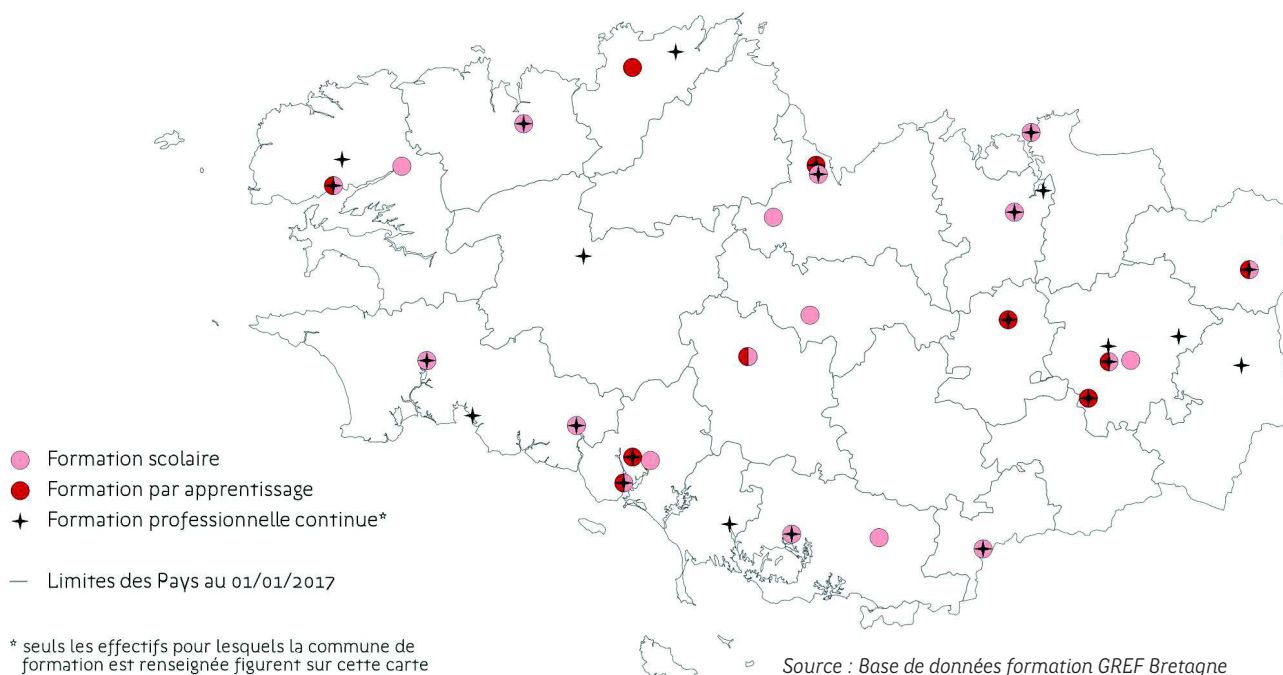 Formation scolaire
Formation par apprentissage
Formation professionnelle continue*
Limites des Pays au 01/01/2017
* seuls les effectifs pour lesquels la commune de
formation est renseignée figurent sur cette carte
Source : Base de données formation GREF Bretagne